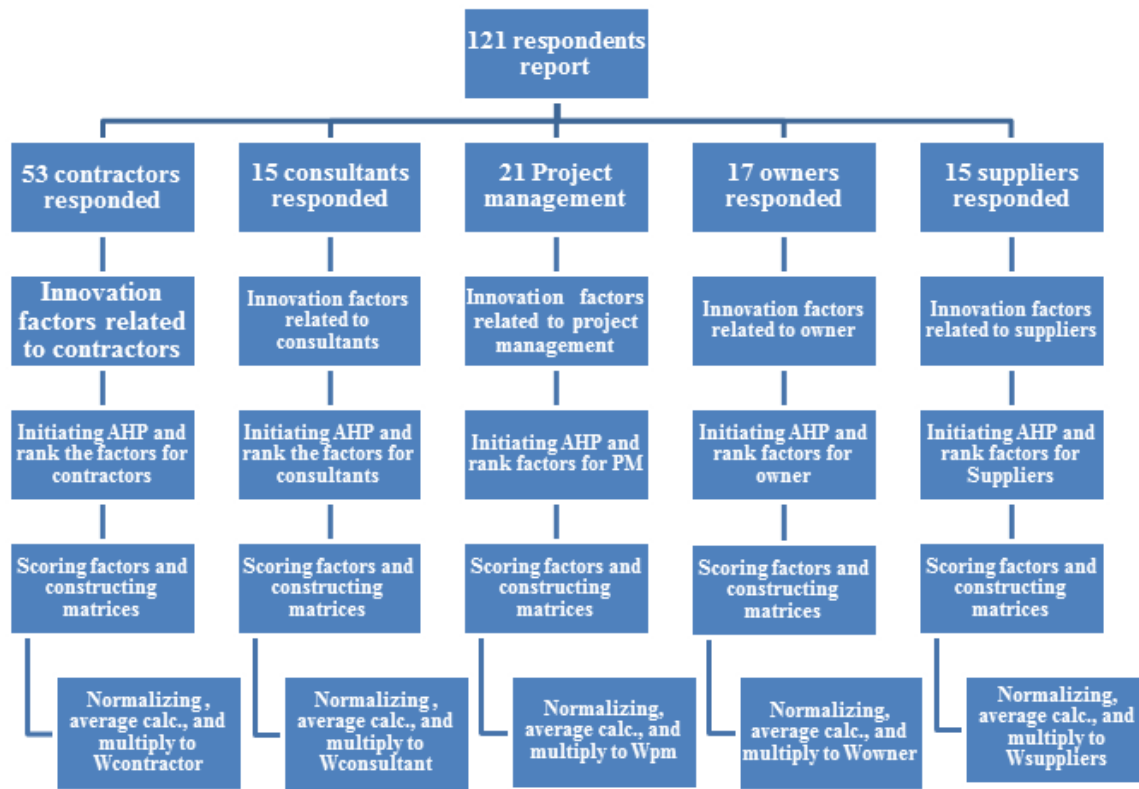 121 respondents
report
53 contractors
responded
15 consultants
responded
21 Project
management
17 owners
responded
15 suppliers
responded
Innovation
factors related
to contractors
Innovation factors
related to
consultants
Innovation factors
related to project
management
Innovation factors
related to owner
Innovation factors
related to suppliers
Initiating AHP and
rank the factors for
contractors
Initiating AHP and
rank the factors for
consultants
Initiating AHP
and rank factors for PM
Initiating AHP and
rank factors for
owner
Initiating AHP and
rank factors for
Suppliers
Scoring factors and
constructing
matrices
Scoring factors and
constructing
matrices
Scoring factors and
constructing
matrices
Scoring factors and
constructing
matrices
Scoring factors and
constructing
matrices
Normalizing ,
average calc., and
multiply to
Wcontractor
Normalizing,
average calc., and
multiply to
Wconsultant
Normalizing,
average calc., and
multiply to Wpm
Normalizing,
average calc., and
multiply to Wowner
Normalizing,
average calc., and
multiply to
Wsuppliers